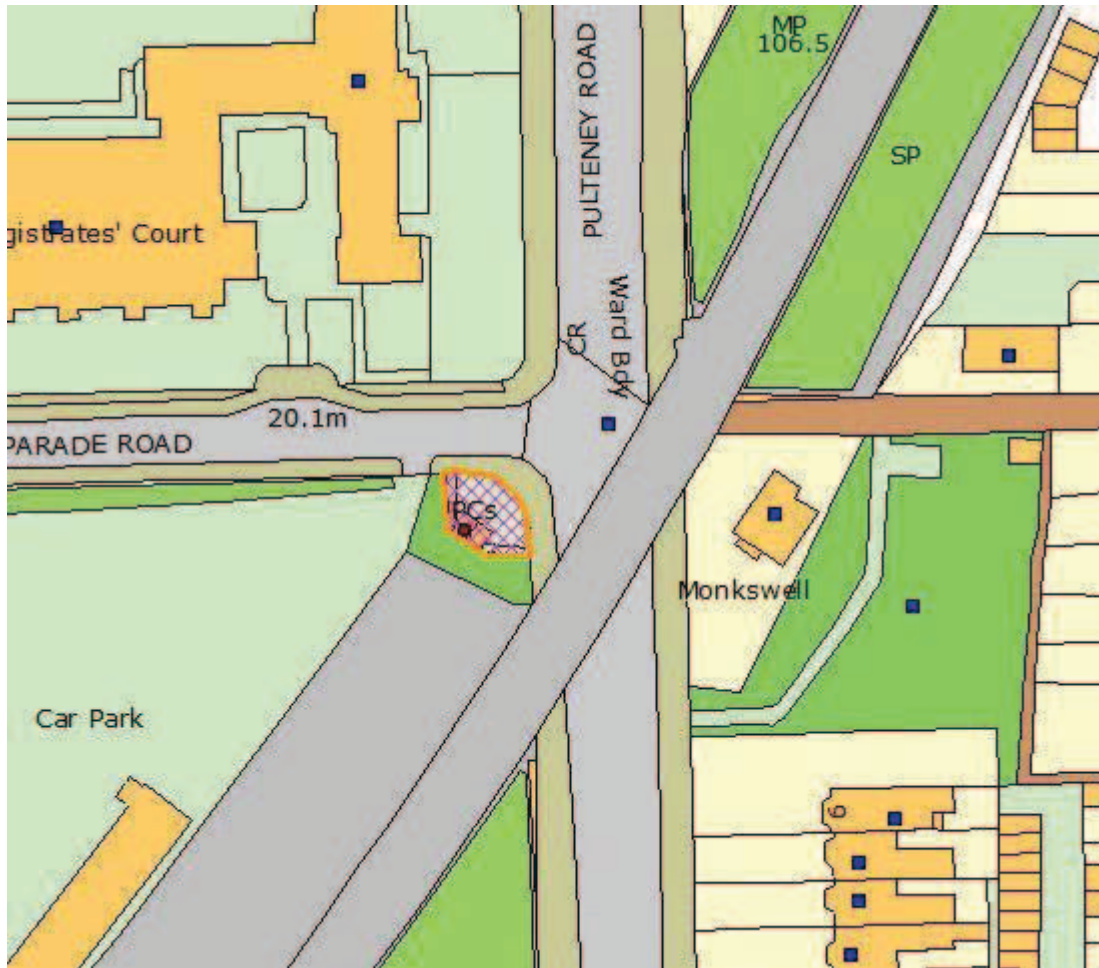 MP
106.5
PULTENEY ROAD
SP
gistrates' Court
Ward Bdy
CR
20.1m
PARADE ROAD
PCs
Monkswell
Car Park
9